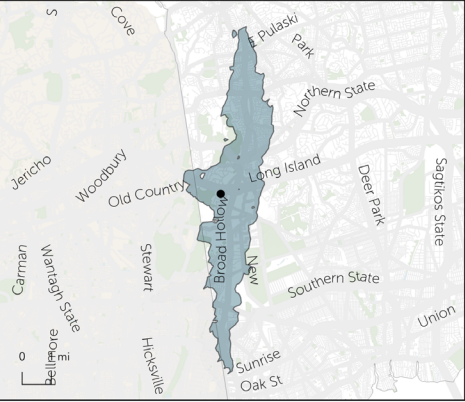 S
Cove
E Pulaski
Park
Northern State
Jericho
Woodbury
Old Country
Long Island
Deer Park
Sagtikos State
Broad Hollow
New
Carman
Wantagh State
Stewart
Southern State
Union
0 mi
Bellmore
Hicksville
Sunrise
Oak St